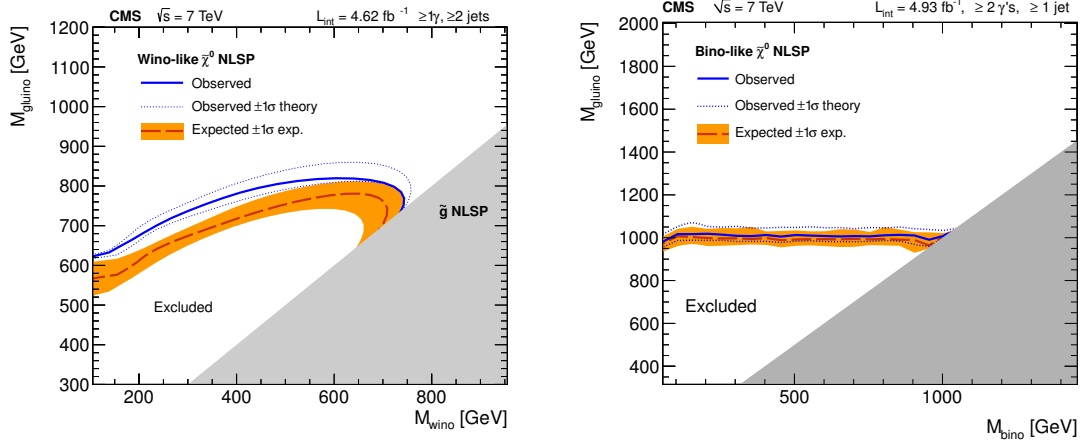 CMS √s = 7 TeV L_int = 4.62 fb⁻¹ ≥1γ, ≥2 jets
M_gluino [GeV]
1200
1100
1000
900
800
700
600
500
400
300
Wino-like χ̃⁰ NLSP
Observed
Observed ±1σ theory
Expected ±1σ exp.
g̃ NLSP
Excluded
200 400 600 800
M_wino [GeV]
CMS √s = 7 TeV L_int = 4.93 fb⁻¹, ≥ 2 γ's, ≥ 1 jet
M_gluino [GeV]
2000
1800
1600
1400
1200
1000
800
600
400
Bino-like χ̃⁰ NLSP
Observed
Observed ±1σ theory
Expected ±1σ exp.
Excluded
500 1000
M_bino [GeV]